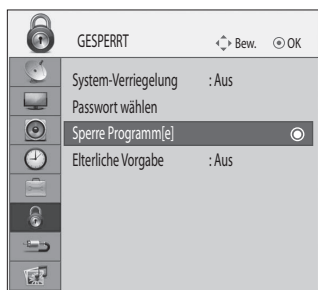 GESPERRT Bew. OK
System-Verriegelung : Aus
Passwort wählen
Sperre Programm[e]
Elterliche Vorgabe : Aus